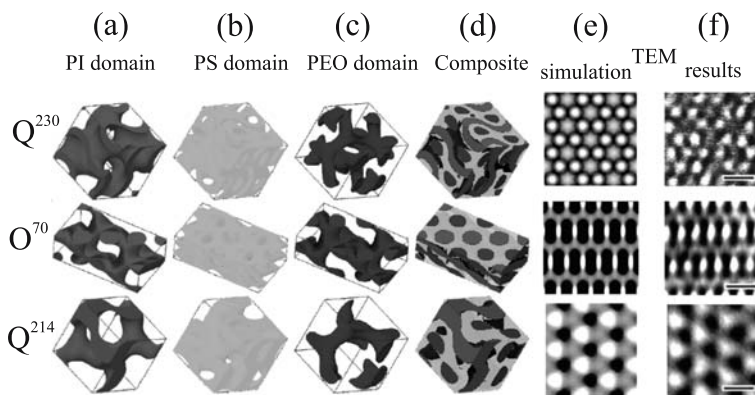 (a) (b) (c) (d) (e) (f)
PI domain PS domain PEO domain Composite simulation TEM results
Q²³⁰
O⁷⁰
Q²¹⁴